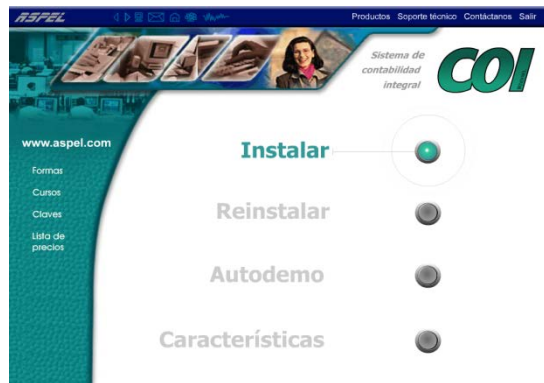 ASPEL
Productos Soporte técnico Contáctanos Salir
Sistema de
contabilidad
integral
COI
www.aspel.com
Formas
Cursos
Claves
Lista de
precios
Instalar
Reinstalar
Autodemo
Características